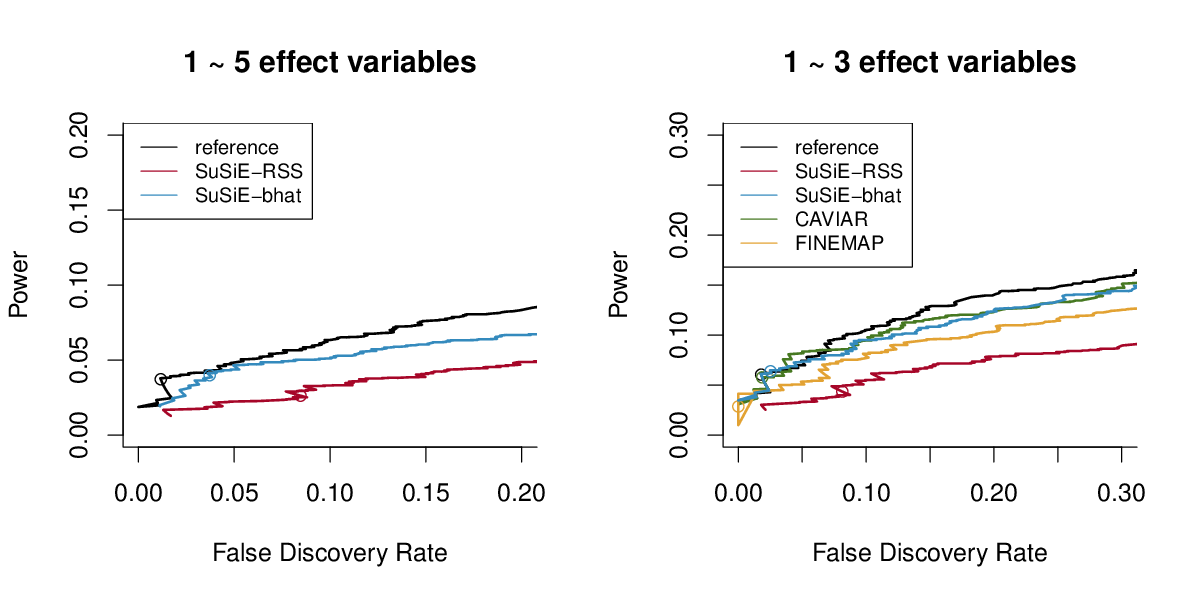 1 ~ 5 effect variables
Power
0.20
0.15
0.10
0.05
0.00
reference
SuSiE−RSS
SuSiE−bhat
0.00 0.05 0.10 0.15 0.20
False Discovery Rate
1 ~ 3 effect variables
Power
0.30
0.20
0.10
0.00
reference
SuSiE−RSS
SuSiE−bhat
CAVIAR
FINEMAP
0.00 0.10 0.20 0.30
False Discovery Rate